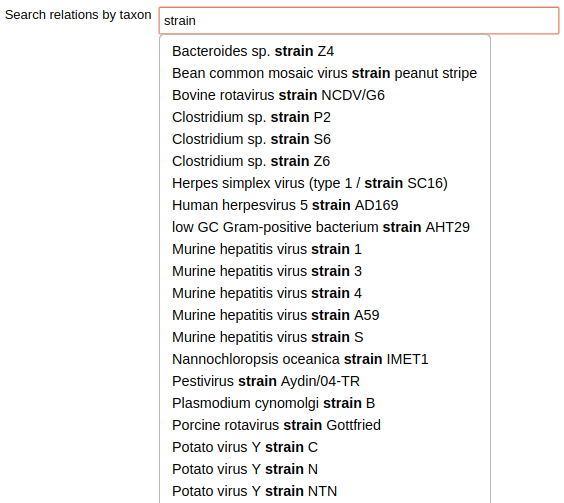 Search relations by taxon strain
Bacteroides sp. strain Z4
Bean common mosaic virus strain peanut stripe
Bovine rotavirus strain NCDV/G6
Clostridium sp. strain P2
Clostridium sp. strain S6
Clostridium sp. strain Z6
Herpes simplex virus (type 1 / strain SC16)
Human herpesvirus 5 strain AD169
low GC Gram-positive bacterium strain AHT29
Murine hepatitis virus strain 1
Murine hepatitis virus strain 3
Murine hepatitis virus strain 4
Murine hepatitis virus strain A59
Murine hepatitis virus strain S
Nannochloropsis oceanica strain IMET1
Pestivirus strain Aydin/04-TR
Plasmodium cynomolgi strain B
Porcine rotavirus strain Gottfried
Potato virus Y strain C
Potato virus Y strain N
Potato virus Y strain NTN